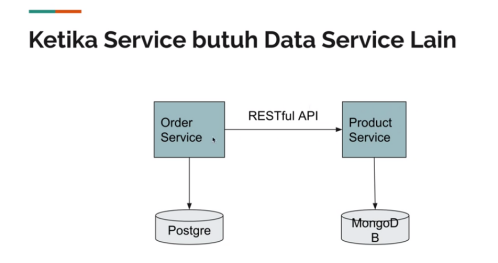 Ketika Service butuh Data Service Lain
RESTful API
Order
Service
Product
Service
Postgre
MongoD
B